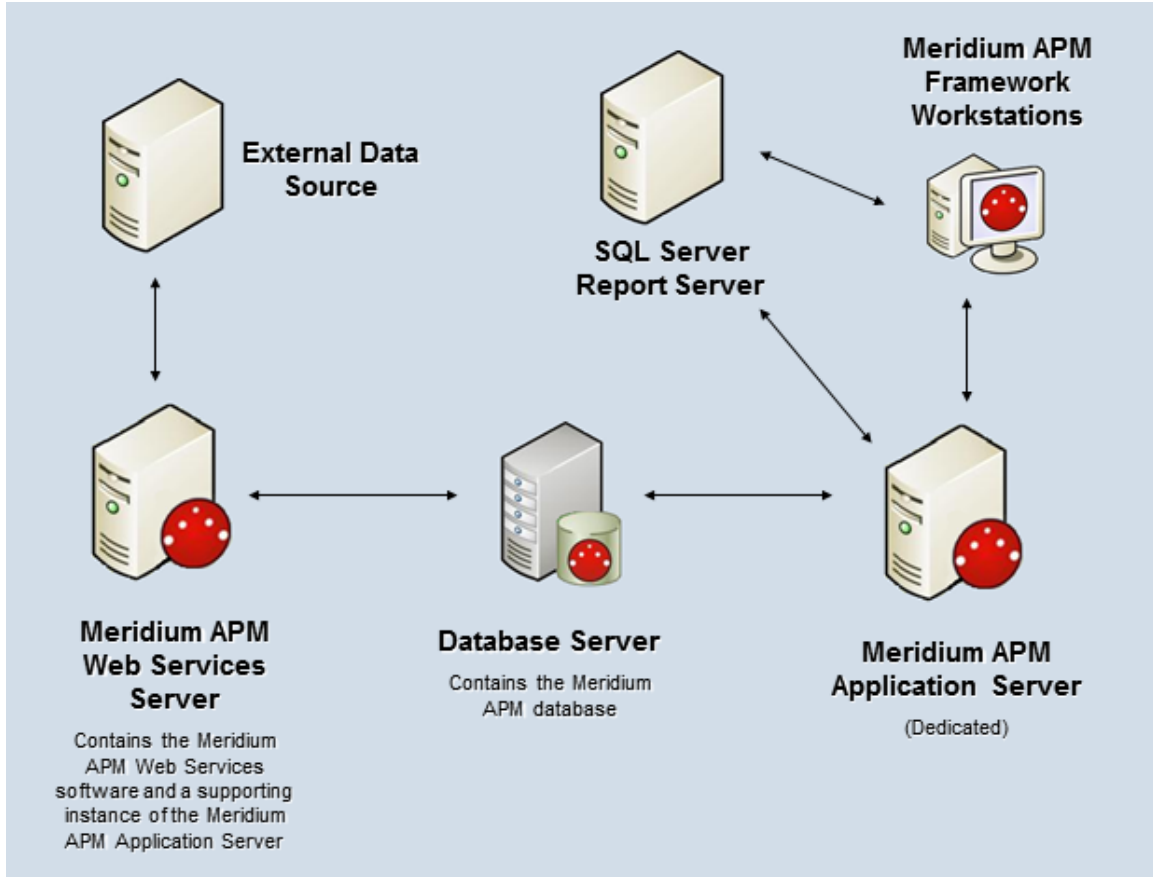 Meridium APM
Framework
Workstations
External Data
Source
SQL Server
Report Server
Meridium APM
Web Services
Server
Contains the Meridium
APM Web Services
software and a supporting
instance of the Meridium
APM Application Server
Database Server
Contains the Meridium
APM database
Meridium APM
Application Server
(Dedicated)